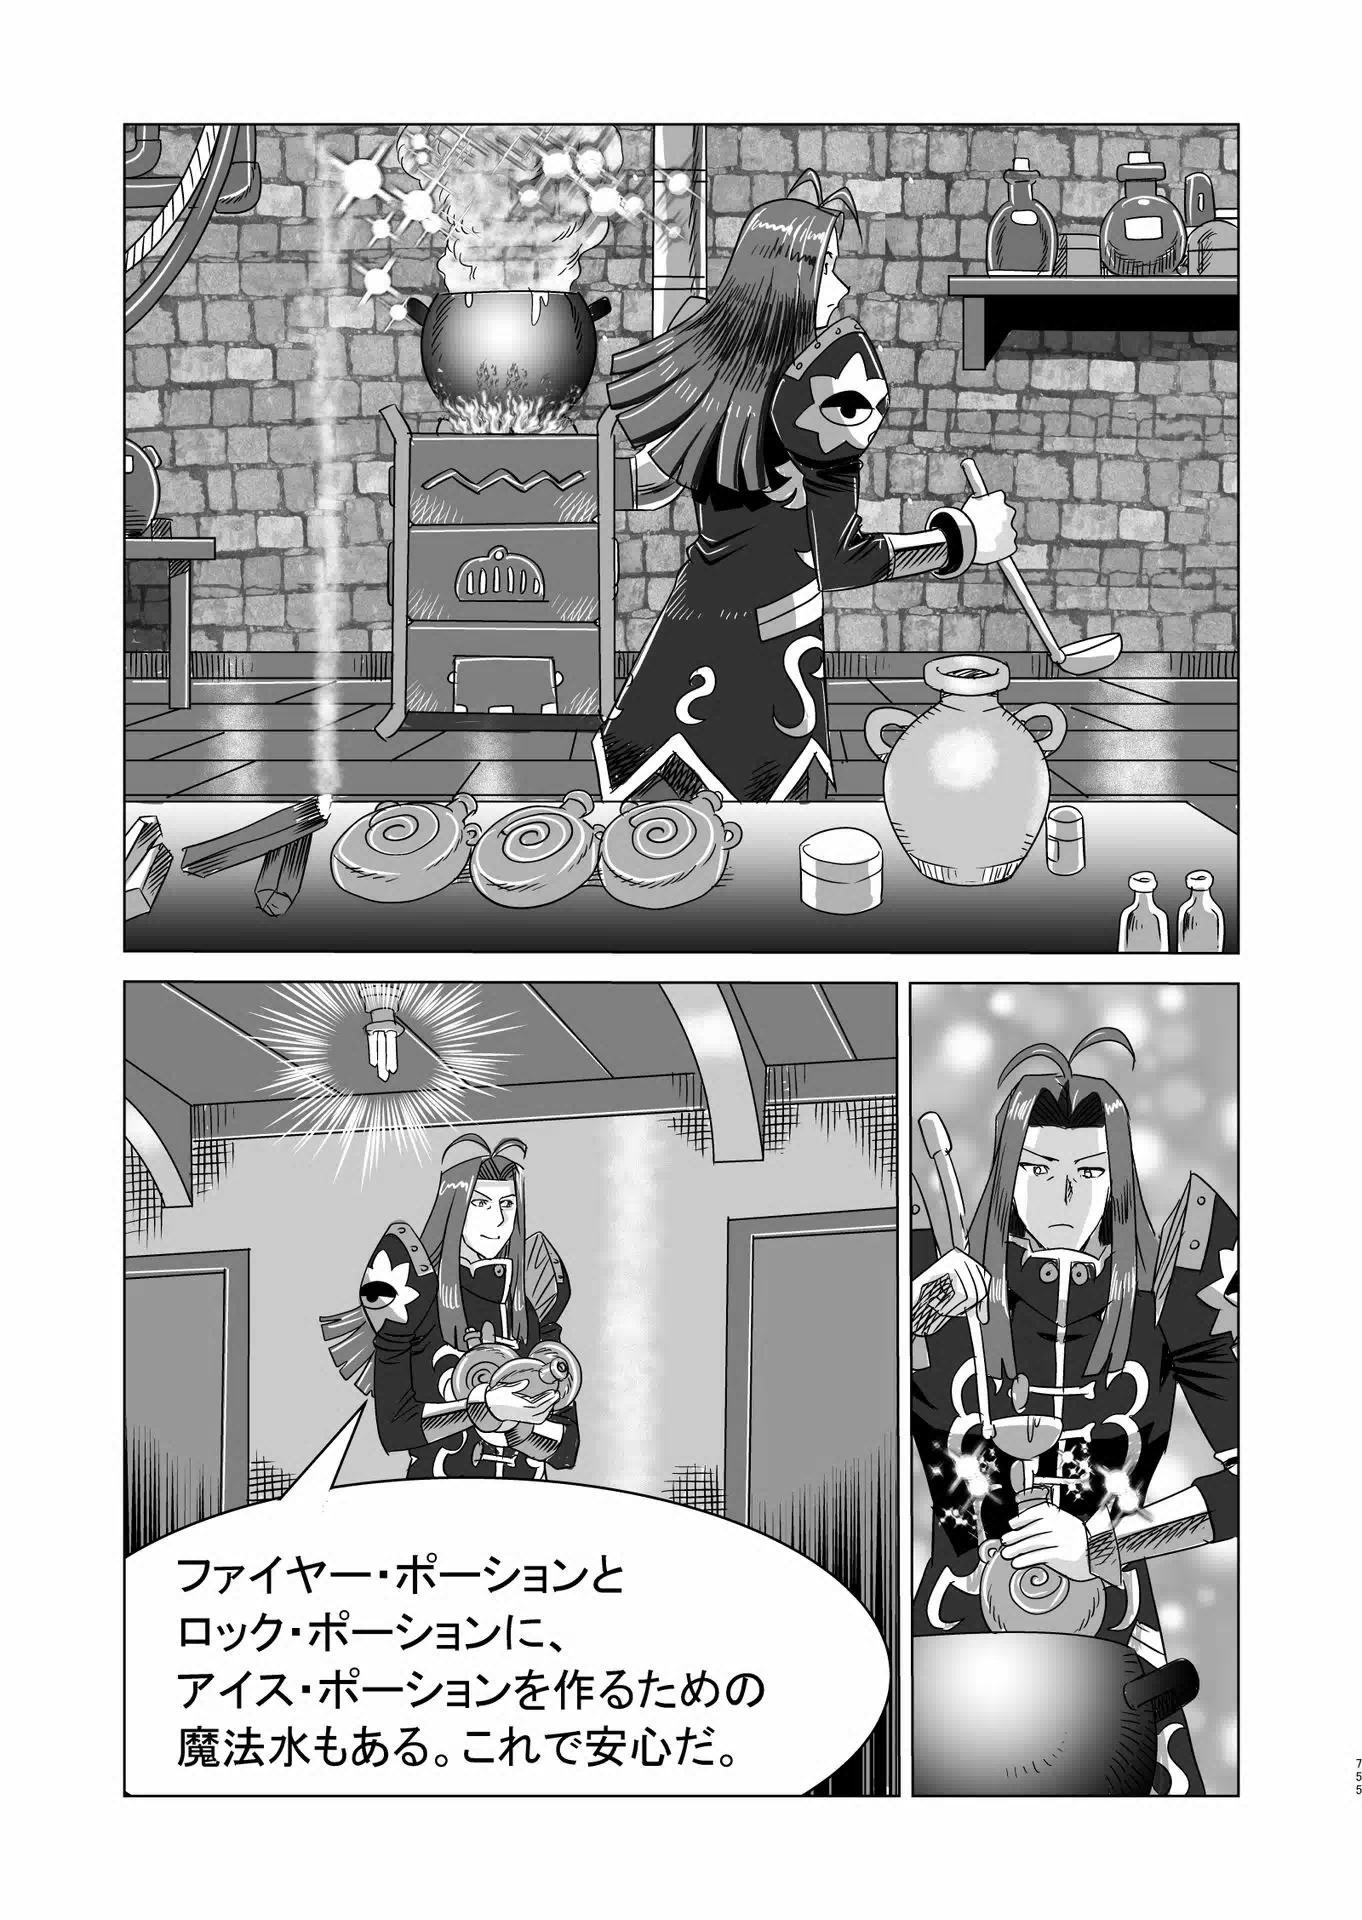 ファイヤー・ポーションと
ロック・ポーションに、
アイス・ポーションを作るための
魔法水もある。これで安心だ。
755